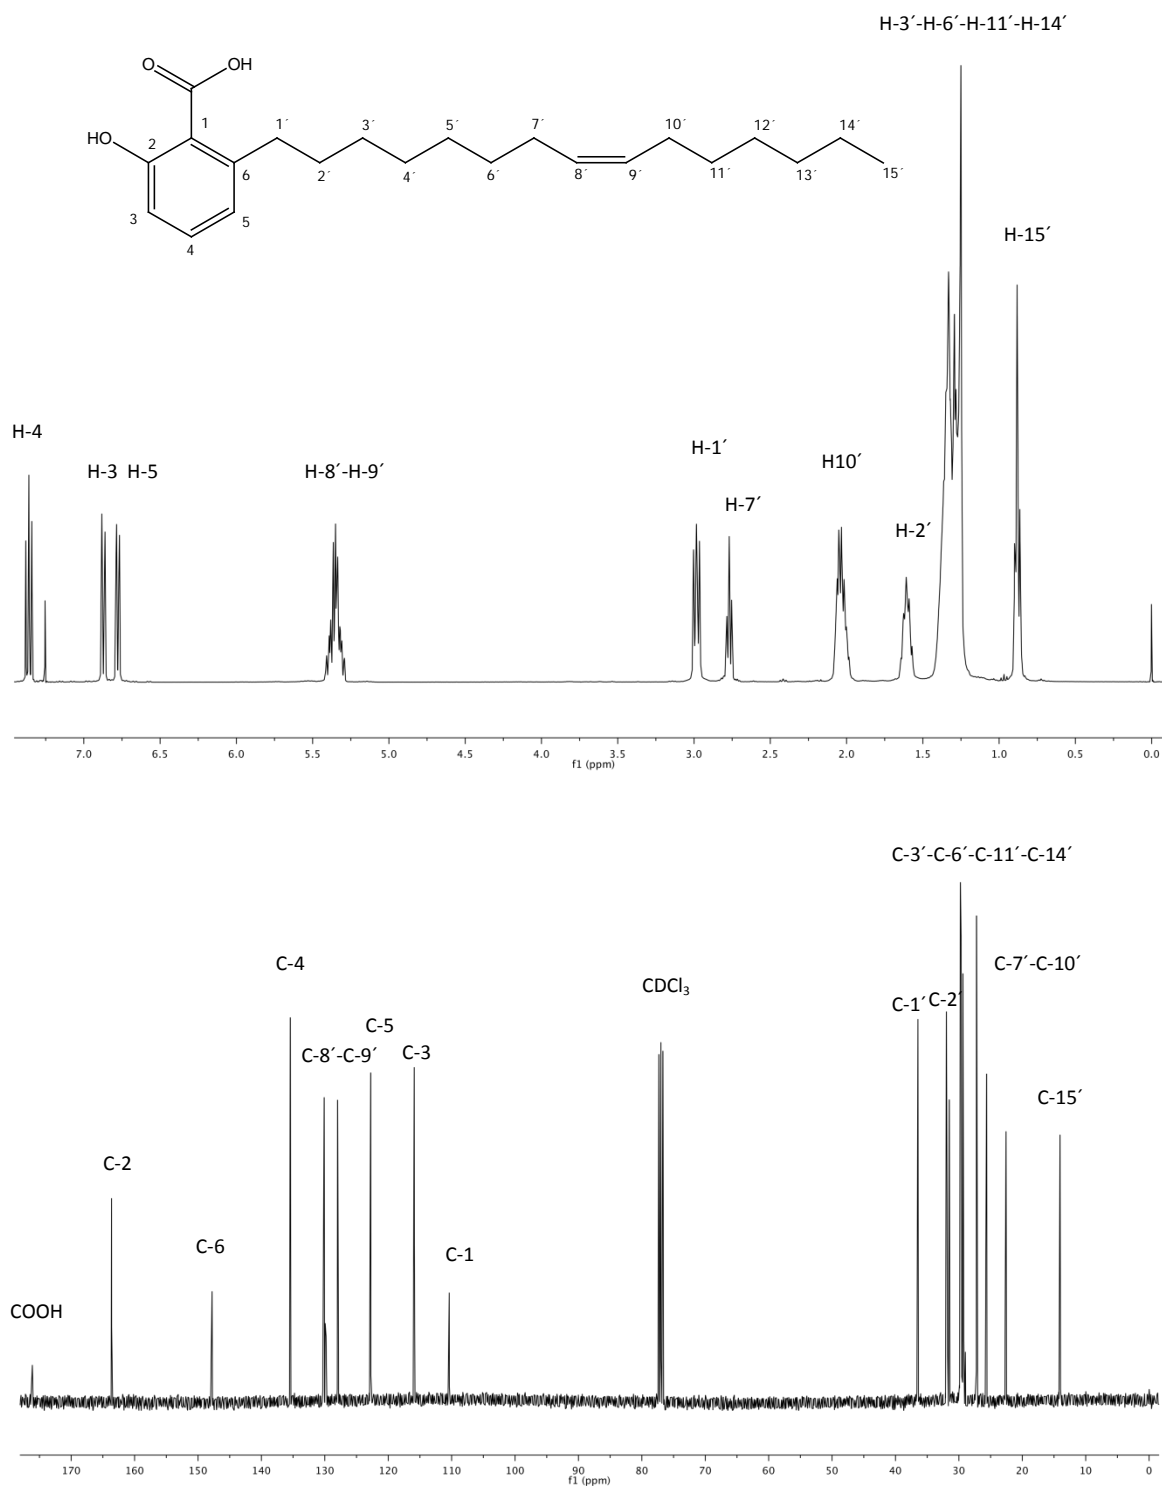 H-3´-H-6´-H-11´-H-14´
O OH
HO 2 1 1´ 3´ 5´ 7´ 10´ 12´ 14´
6 2´ 4´ 6´ 8´ 9´ 11´ 13´ 15´
3 5
4
H-15´
H-4
H-3 H-5
H-8´-H-9´
H-1´
H-7´
H10´
H-2´
7.0 6.5 6.0 5.5 5.0 4.5 4.0 3.5 3.0 2.5 2.0 1.5 1.0 0.5 0.0
f1 (ppm)
C-3´-C-6´-C-11´-C-14´
C-4
CDCl3
C-7´-C-10´
C-1´ C-2´
C-5
C-8´-C-9´
C-3
C-15´
C-2
C-6
C-1
COOH
170 160 150 140 130 120 110 100 90 80 70 60 50 40 30 20 10 0
f1 (ppm)